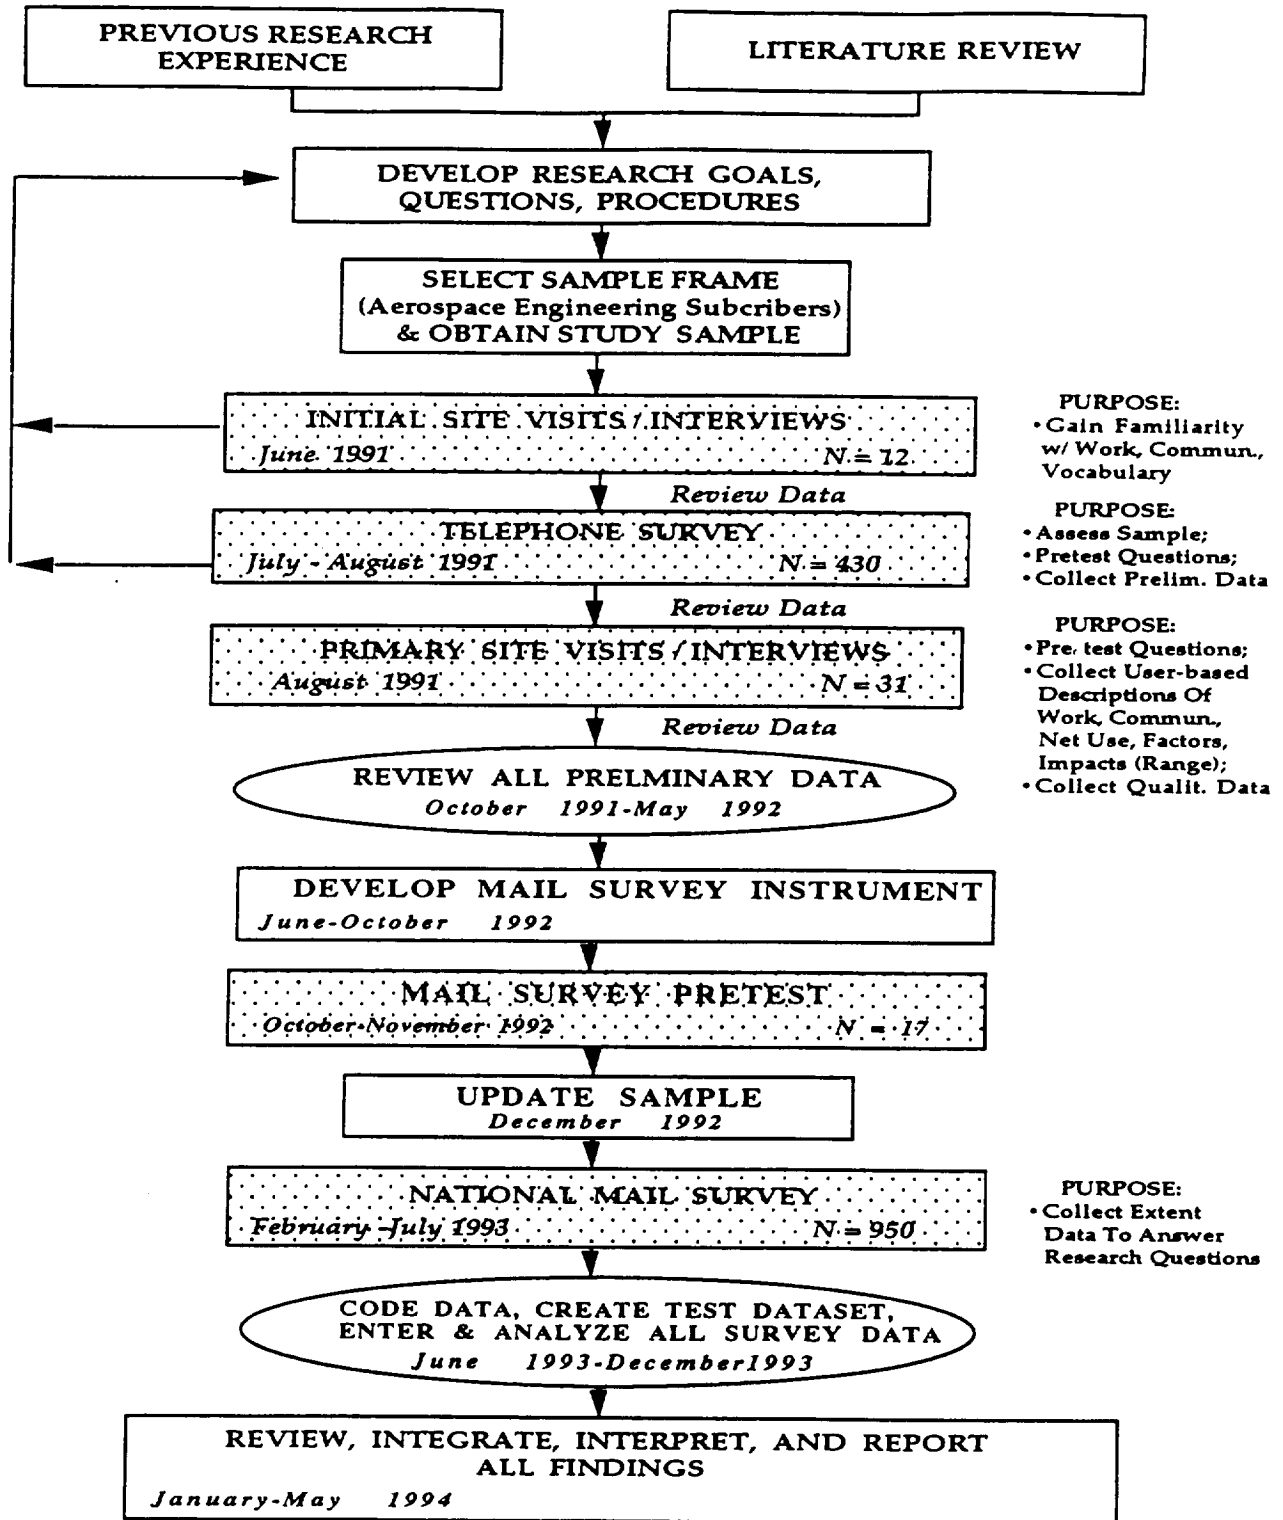 PREVIOUS RESEARCH
EXPERIENCE
LITERATURE REVIEW
DEVELOP RESEARCH GOALS,
QUESTIONS, PROCEDURES
SELECT SAMPLE FRAME
(Aerospace Engineering Subcribers)
& OBTAIN STUDY SAMPLE
INITIAL SITE VISITS / INTERVIEWS
June 1991 N = 12
PURPOSE:
• Gain Familiarity
w/ Work, Commun.,
Vocabulary
Review Data
TELEPHONE SURVEY
July - August 1991 N = 430
PURPOSE:
• Assess Sample;
• Pretest Questions;
• Collect Prelim. Data
Review Data
PRIMARY SITE VISITS / INTERVIEWS
August 1991 N = 31
PURPOSE:
• Pre-test Questions;
• Collect User-based
Descriptions Of
Work, Commun.,
Net Use, Factors,
Impacts (Range);
• Collect Qualit. Data
Review Data
REVIEW ALL PRELMINARY DATA
October 1991-May 1992
DEVELOP MAIL SURVEY INSTRUMENT
June-October 1992
MAIL SURVEY PRETEST
October-November 1992 N = 17
UPDATE SAMPLE
December 1992
NATIONAL MAIL SURVEY
February -July 1993 N = 950
PURPOSE:
• Collect Extent
Data To Answer
Research Questions
CODE DATA, CREATE TEST DATASET,
ENTER & ANALYZE ALL SURVEY DATA
June 1993-December1993
REVIEW, INTEGRATE, INTERPRET, AND REPORT
ALL FINDINGS
January-May 1994